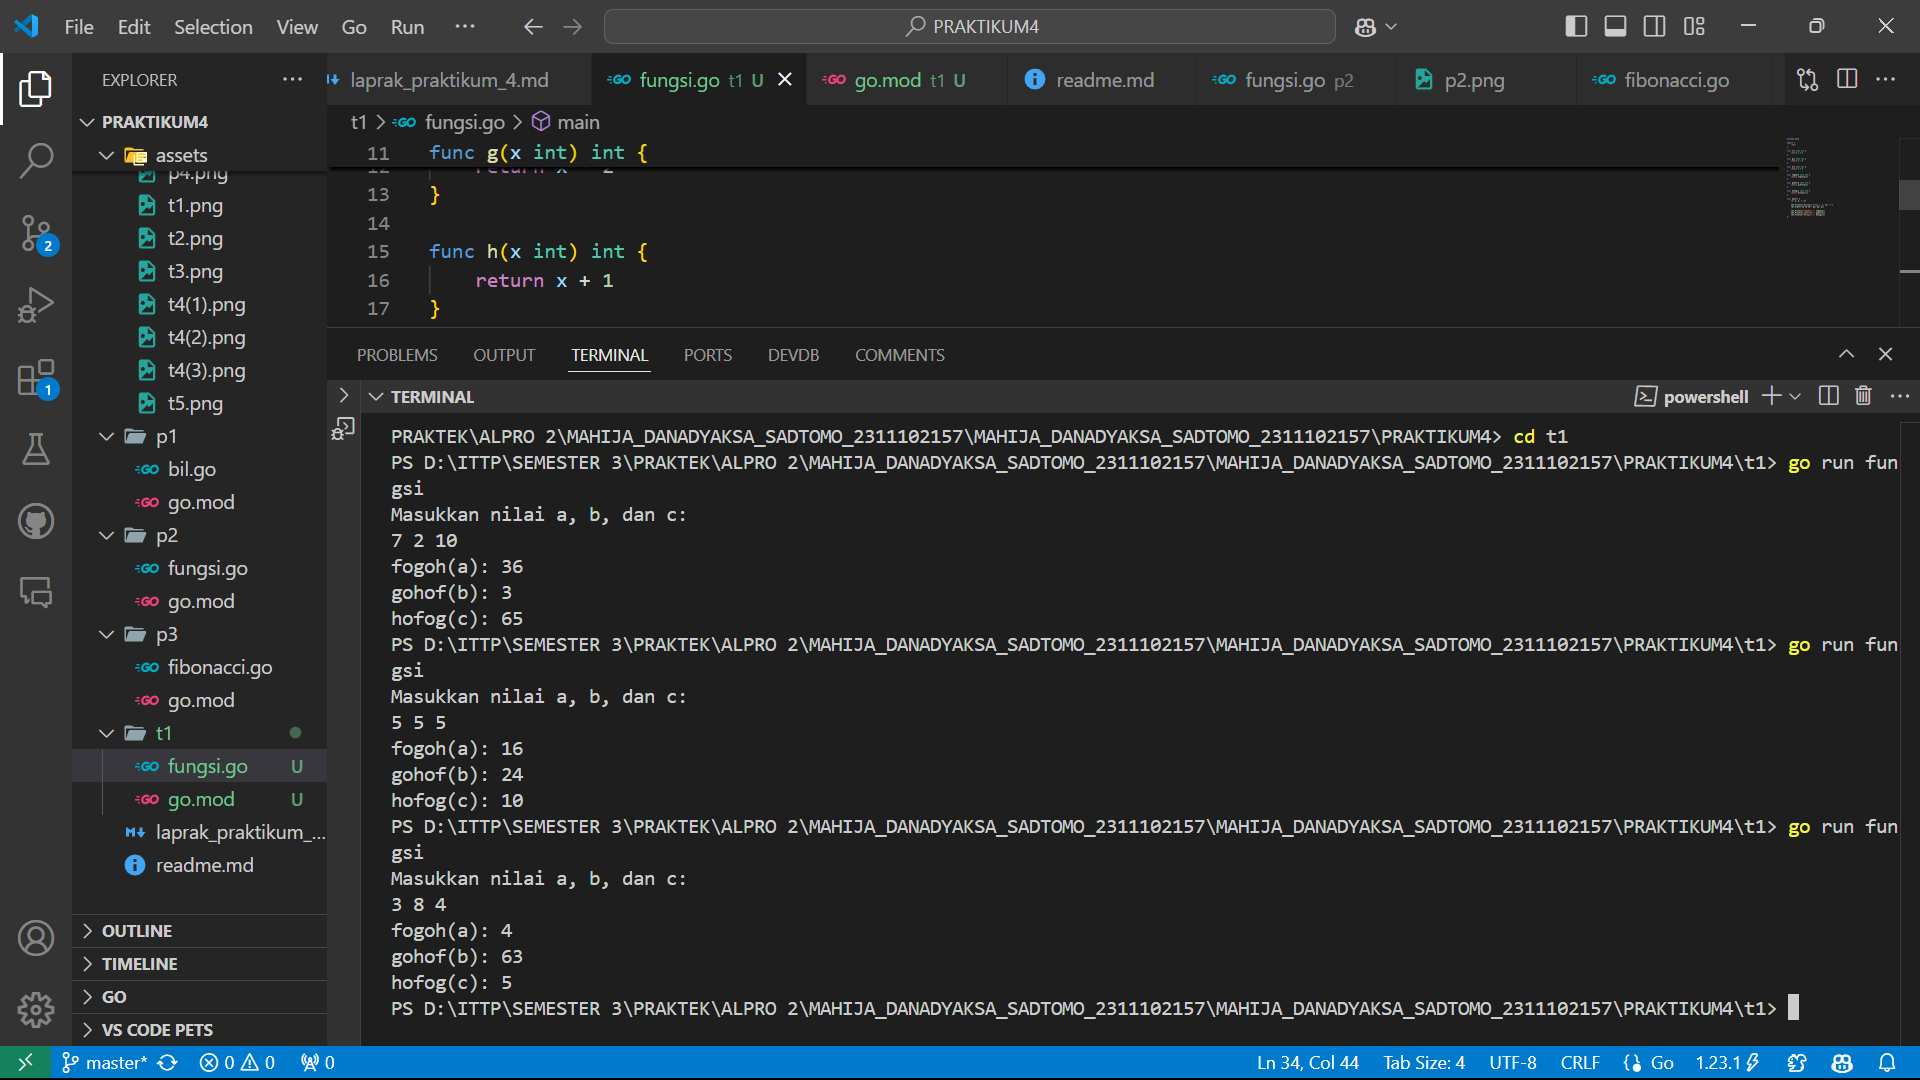 File Edit Selection View Go Run ··· PRAKTIKUM4
EXPLORER
PRAKTIKUM4
assets
p4.png
t1.png
t2.png
t3.png
t4(1).png
t4(2).png
t4(3).png
t5.png
p1
bil.go
go.mod
p2
fungsi.go
go.mod
p3
fibonacci.go
go.mod
t1
fungsi.go U
go.mod U
laprak_praktikum_...
readme.md
OUTLINE
TIMELINE
GO
VS CODE PETS
2
1
laprak_praktikum_4.md fungsi.go t1 U go.mod t1 U readme.md fungsi.go p2 p2.png fibonacci.go
t1 > fungsi.go > main
11 func g(x int) int {
12 return x - 2
13 }
14
15 func h(x int) int {
16 return x + 1
17 }
PROBLEMS OUTPUT TERMINAL PORTS DEVDB COMMENTS
TERMINAL powershell
PRAKTEK\ALPRO 2\MAHIJA_DANADYAKSA_SADTOMO_2311102157\MAHIJA_DANADYAKSA_SADTOMO_2311102157\PRAKTIKUM4> cd t1
PS D:\ITTP\SEMESTER 3\PRAKTEK\ALPRO 2\MAHIJA_DANADYAKSA_SADTOMO_2311102157\MAHIJA_DANADYAKSA_SADTOMO_2311102157\PRAKTIKUM4\t1> go run fun
gsi
Masukkan nilai a, b, dan c:
7 2 10
fogoh(a): 36
gohof(b): 3
hofog(c): 65
PS D:\ITTP\SEMESTER 3\PRAKTEK\ALPRO 2\MAHIJA_DANADYAKSA_SADTOMO_2311102157\MAHIJA_DANADYAKSA_SADTOMO_2311102157\PRAKTIKUM4\t1> go run fun
gsi
Masukkan nilai a, b, dan c:
5 5 5
fogoh(a): 16
gohof(b): 24
hofog(c): 10
PS D:\ITTP\SEMESTER 3\PRAKTEK\ALPRO 2\MAHIJA_DANADYAKSA_SADTOMO_2311102157\MAHIJA_DANADYAKSA_SADTOMO_2311102157\PRAKTIKUM4\t1> go run fun
gsi
Masukkan nilai a, b, dan c:
3 8 4
fogoh(a): 4
gohof(b): 63
hofog(c): 5
PS D:\ITTP\SEMESTER 3\PRAKTEK\ALPRO 2\MAHIJA_DANADYAKSA_SADTOMO_2311102157\MAHIJA_DANADYAKSA_SADTOMO_2311102157\PRAKTIKUM4\t1>
master* 0 0 0 Ln 34, Col 44 Tab Size: 4 UTF-8 CRLF {} Go 1.23.1